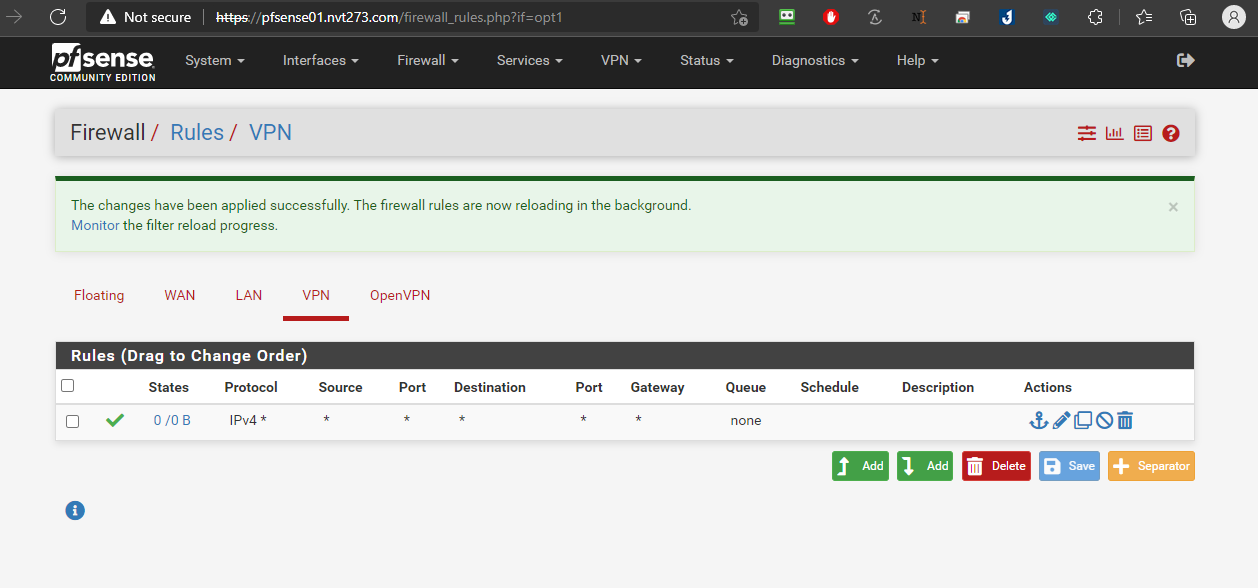 Not secure https://pfsense01.nvt273.com/firewall_rules.php?if=opt1
pfsense
COMMUNITY EDITION
System Interfaces Firewall Services VPN Status Diagnostics Help
Firewall / Rules / VPN
The changes have been applied successfully. The firewall rules are now reloading in the background.
Monitor the filter reload progress.
×
Floating WAN LAN VPN OpenVPN
Rules (Drag to Change Order)
States Protocol Source Port Destination Port Gateway Queue Schedule Description Actions
0 /0 B IPv4 * * * * * * none
Add Add Delete Save Separator